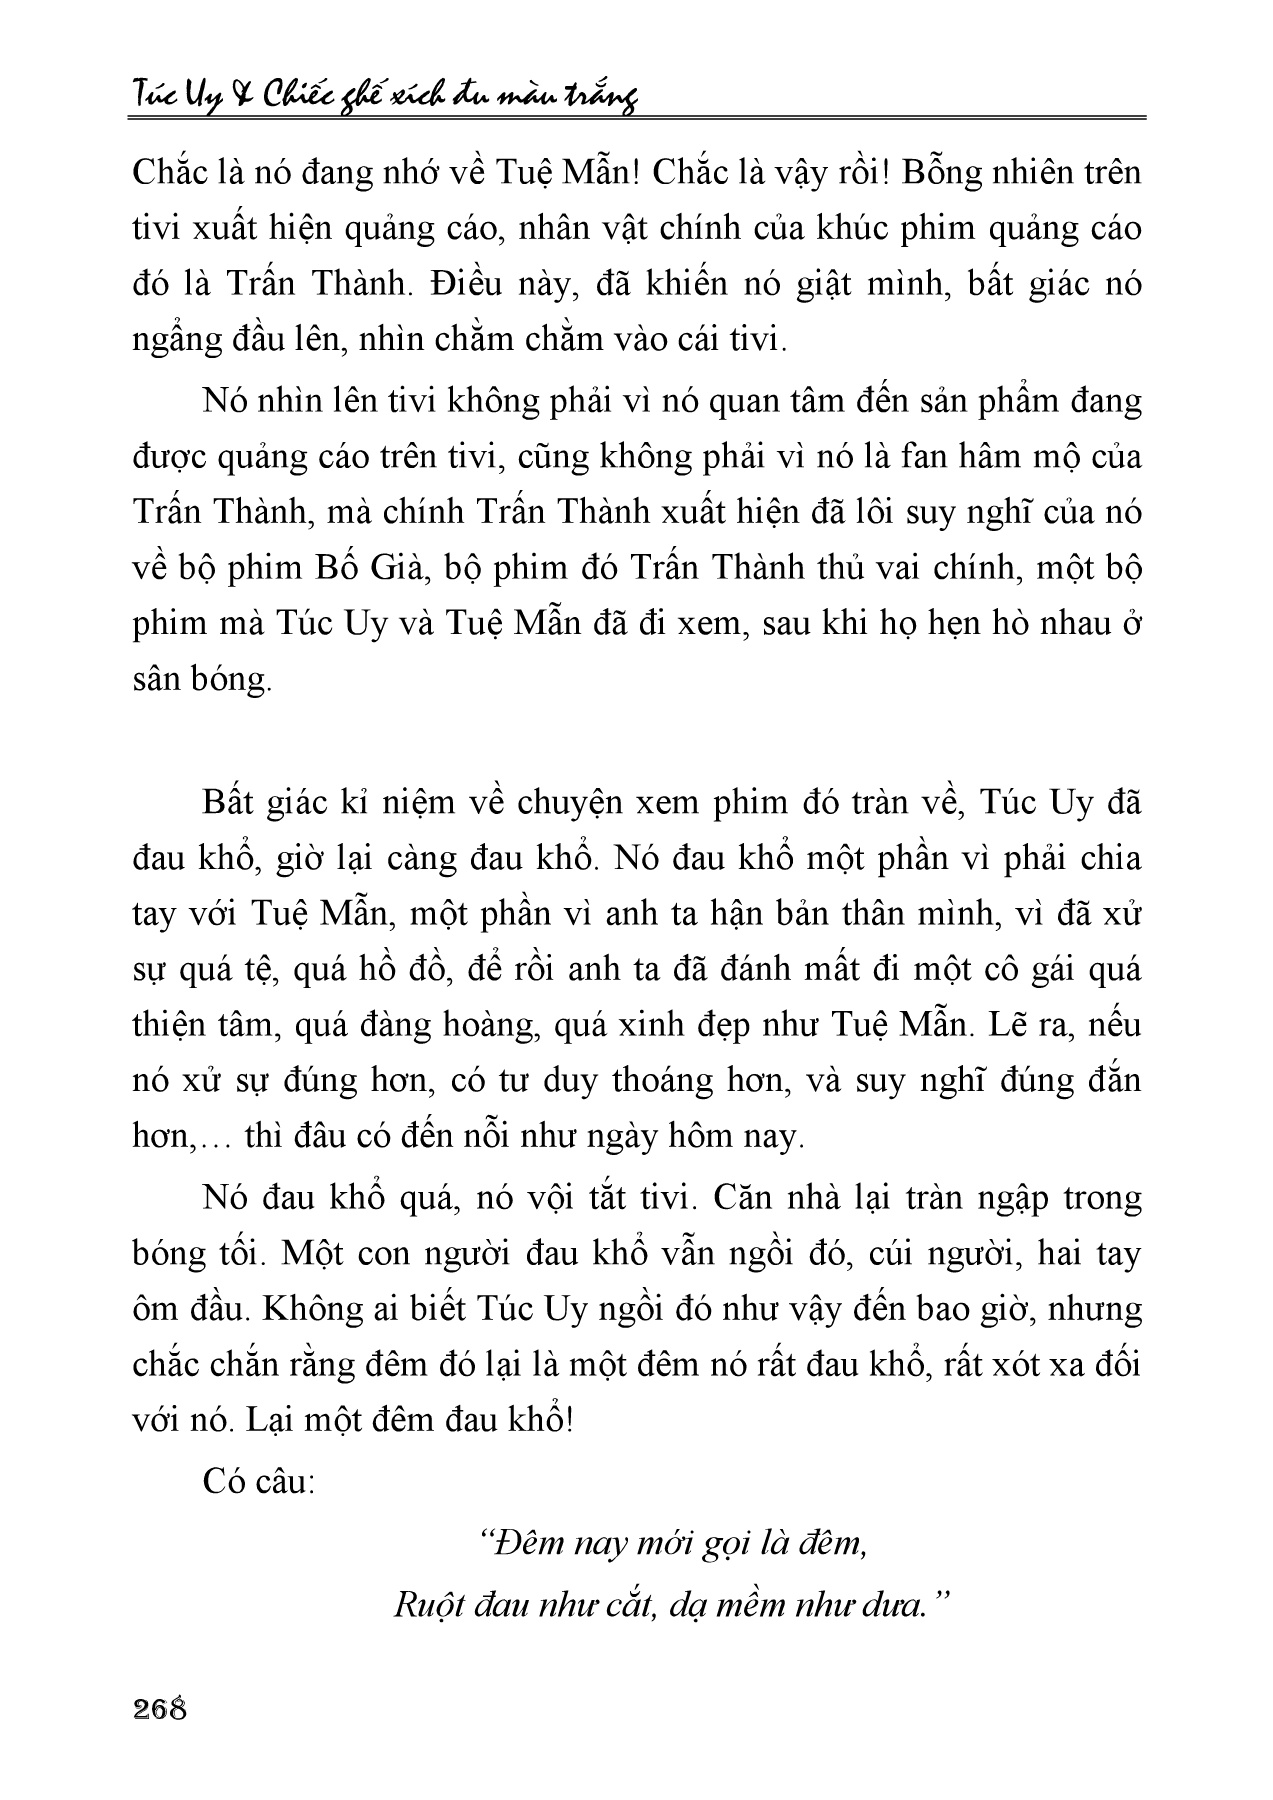 Túc Uy & Chiếc ghế xích đu màu trắng
Chắc là nó đang nhớ về Tuệ Mẫn! Chắc là vậy rồi! Bỗng nhiên trên
tivi xuất hiện quảng cáo, nhân vật chính của khúc phim quảng cáo
đó là Trấn Thành. Điều này, đã khiến nó giật mình, bất giác nó
ngẩng đầu lên, nhìn chằm chằm vào cái tivi.
Nó nhìn lên tivi không phải vì nó quan tâm đến sản phẩm đang
được quảng cáo trên tivi, cũng không phải vì nó là fan hâm mộ của
Trấn Thành, mà chính Trấn Thành xuất hiện đã lôi suy nghĩ của nó
về bộ phim Bố Già, bộ phim đó Trấn Thành thủ vai chính, một bộ
phim mà Túc Uy và Tuệ Mẫn đã đi xem, sau khi họ hẹn hò nhau ở
sân bóng.
Bất giác kỉ niệm về chuyện xem phim đó tràn về, Túc Uy đã
đau khổ, giờ lại càng đau khổ. Nó đau khổ một phần vì phải chia
tay với Tuệ Mẫn, một phần vì anh ta hận bản thân mình, vì đã xử
sự quá tệ, quá hồ đồ, để rồi anh ta đã đánh mất đi một cô gái quá
thiện tâm, quá đàng hoàng, quá xinh đẹp như Tuệ Mẫn. Lẽ ra, nếu
nó xử sự đúng hơn, có tư duy thoáng hơn, và suy nghĩ đúng đắn
hơn,… thì đâu có đến nỗi như ngày hôm nay.
Nó đau khổ quá, nó vội tắt tivi. Căn nhà lại tràn ngập trong
bóng tối. Một con người đau khổ vẫn ngồi đó, cúi người, hai tay
ôm đầu. Không ai biết Túc Uy ngồi đó như vậy đến bao giờ, nhưng
chắc chắn rằng đêm đó lại là một đêm nó rất đau khổ, rất xót xa đối
với nó. Lại một đêm đau khổ!
Có câu:
“Đêm nay mới gọi là đêm,
Ruột đau như cắt, dạ mềm như dưa.”
268